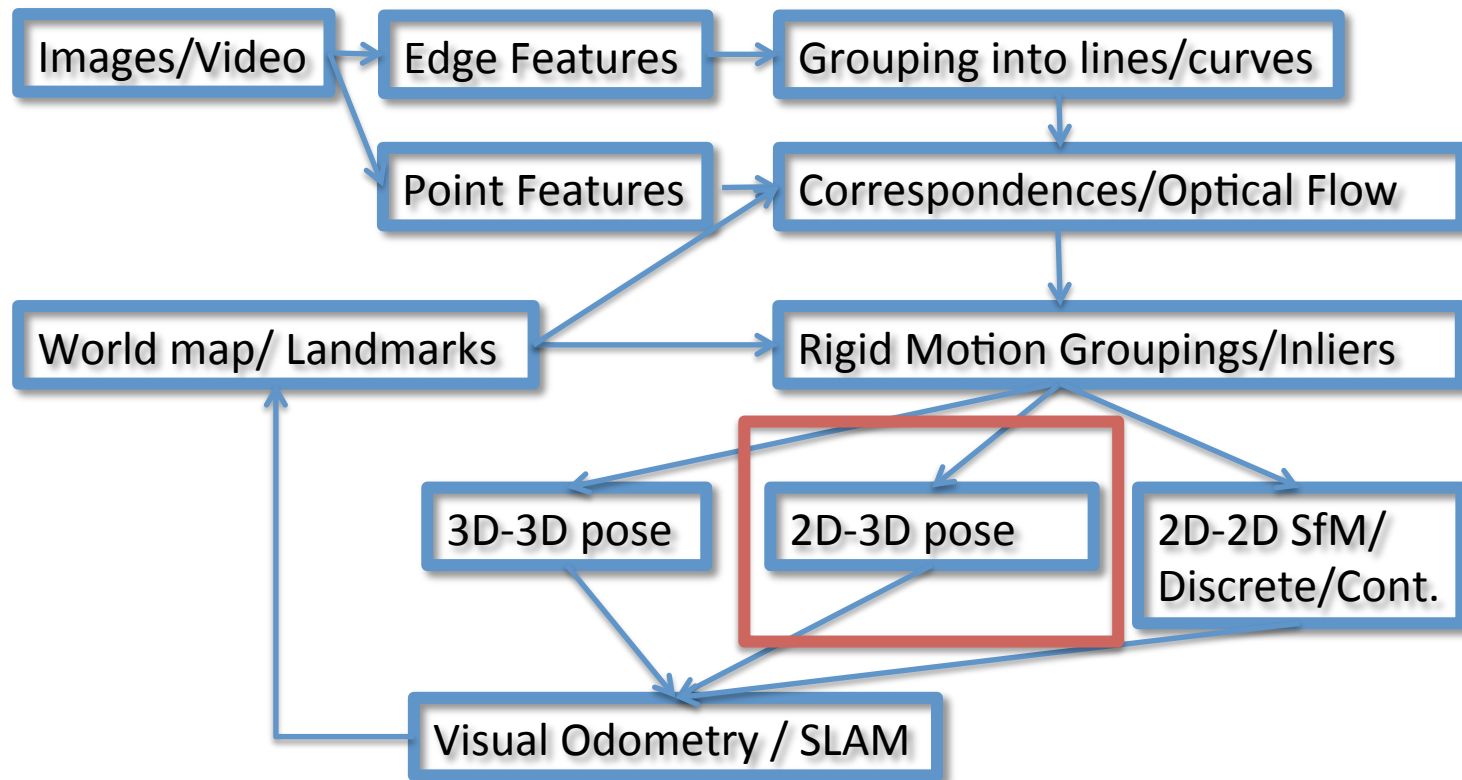 Images/Video
Edge Features
Grouping into lines/curves
Point Features
Correspondences/Optical Flow
World map/ Landmarks
Rigid Motion Groupings/Inliers
3D-3D pose
2D-3D pose
2D-2D SfM/
Discrete/Cont.
Visual Odometry / SLAM